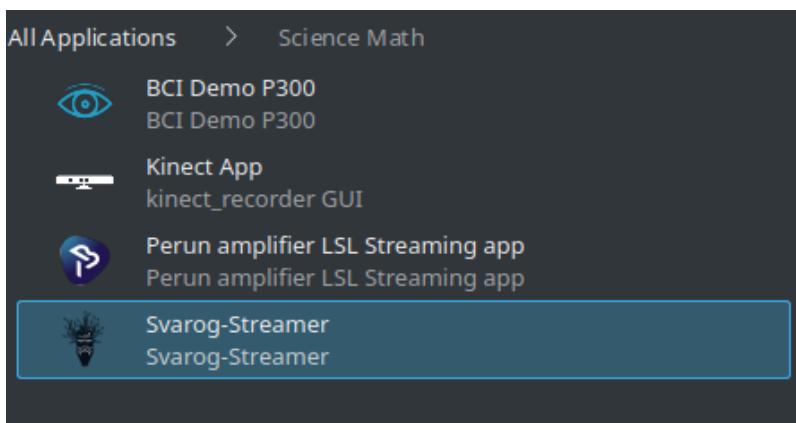 All Applications > Science Math
BCI Demo P300
BCI Demo P300
Kinect App
kinect_recorder GUI
Perun amplifier LSL Streaming app
Perun amplifier LSL Streaming app
Svarog-Streamer
Svarog-Streamer